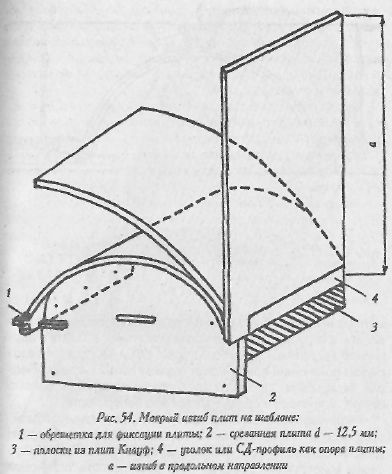 a
1
4
3
2
Рис. 54. Мокрый изгиб плит на шаблоне:
1 — обрешетка для фиксации плиты; 2 — срезанная плита d — 12,5 мм;
3 — полоски из плит Кнауф; 4 — уголок или СД-профиль как опора плиты;
а — изгиб в продольном направлении